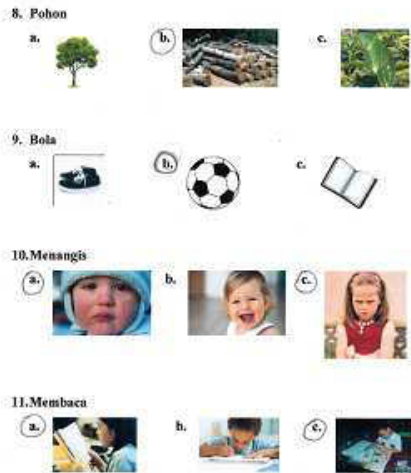 8. Pohon
a. b. c.
9. Bola
a. b. c.
10.Menangis
a. b. c.
11.Membaca
a. b. c.